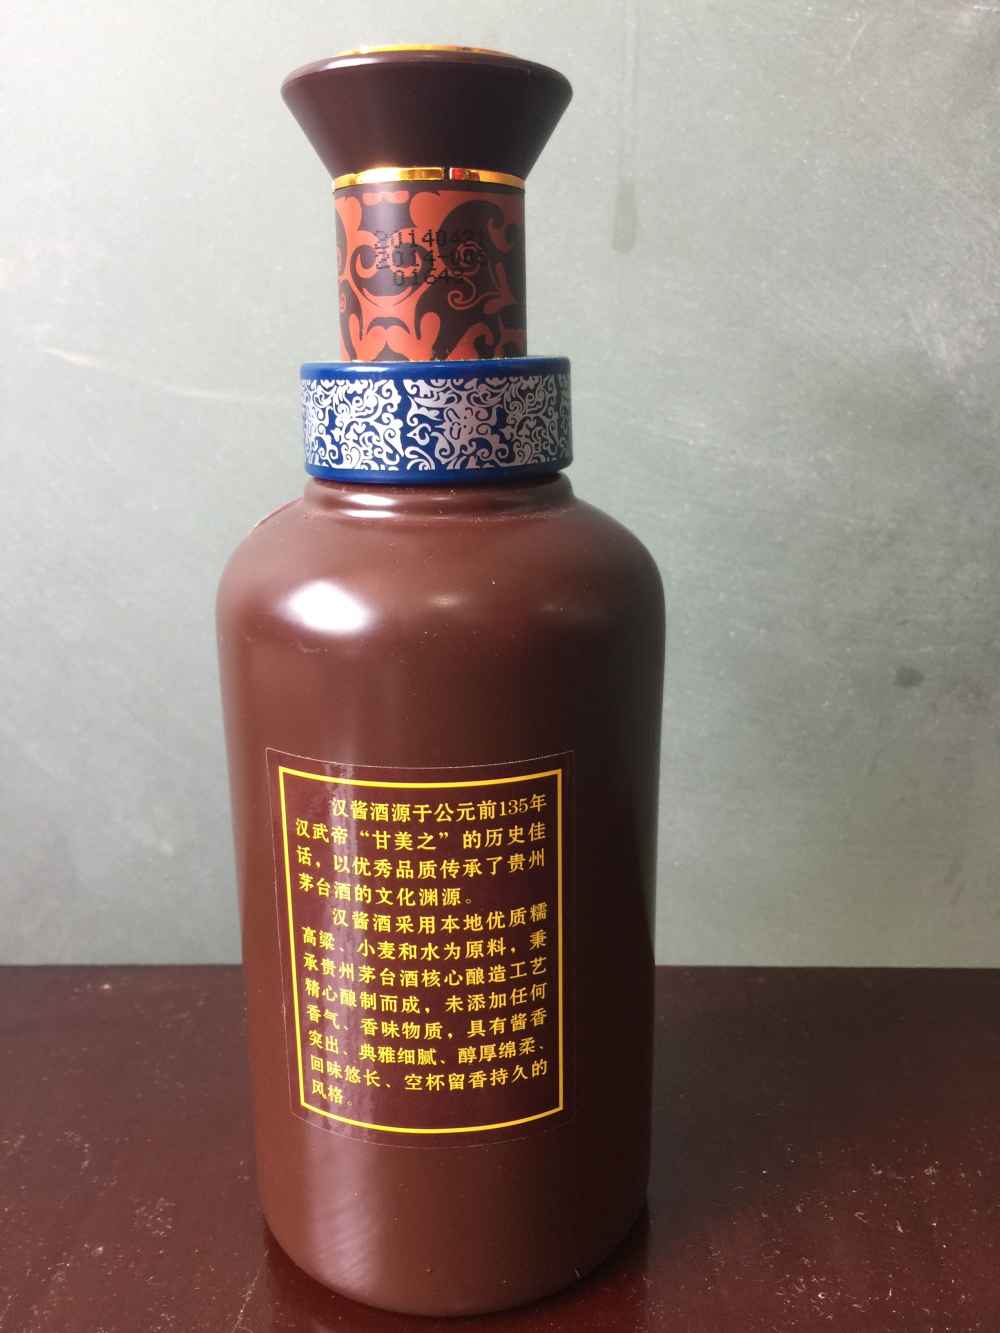 20140421
2014-005
01643
汉酱酒源于公元前135年
汉武帝“甘美之”的历史佳
话，以优秀品质传承了贵州
茅台酒的文化渊源。
汉酱酒采用本地优质糯
高粱、小麦和水为原料，秉
承贵州茅台酒核心酿造工艺
精心酿制而成，未添加任何
香气、香味物质，具有酱香
突出、典雅细腻、醇厚绵柔、
回味悠长、空杯留香持久的
风格。